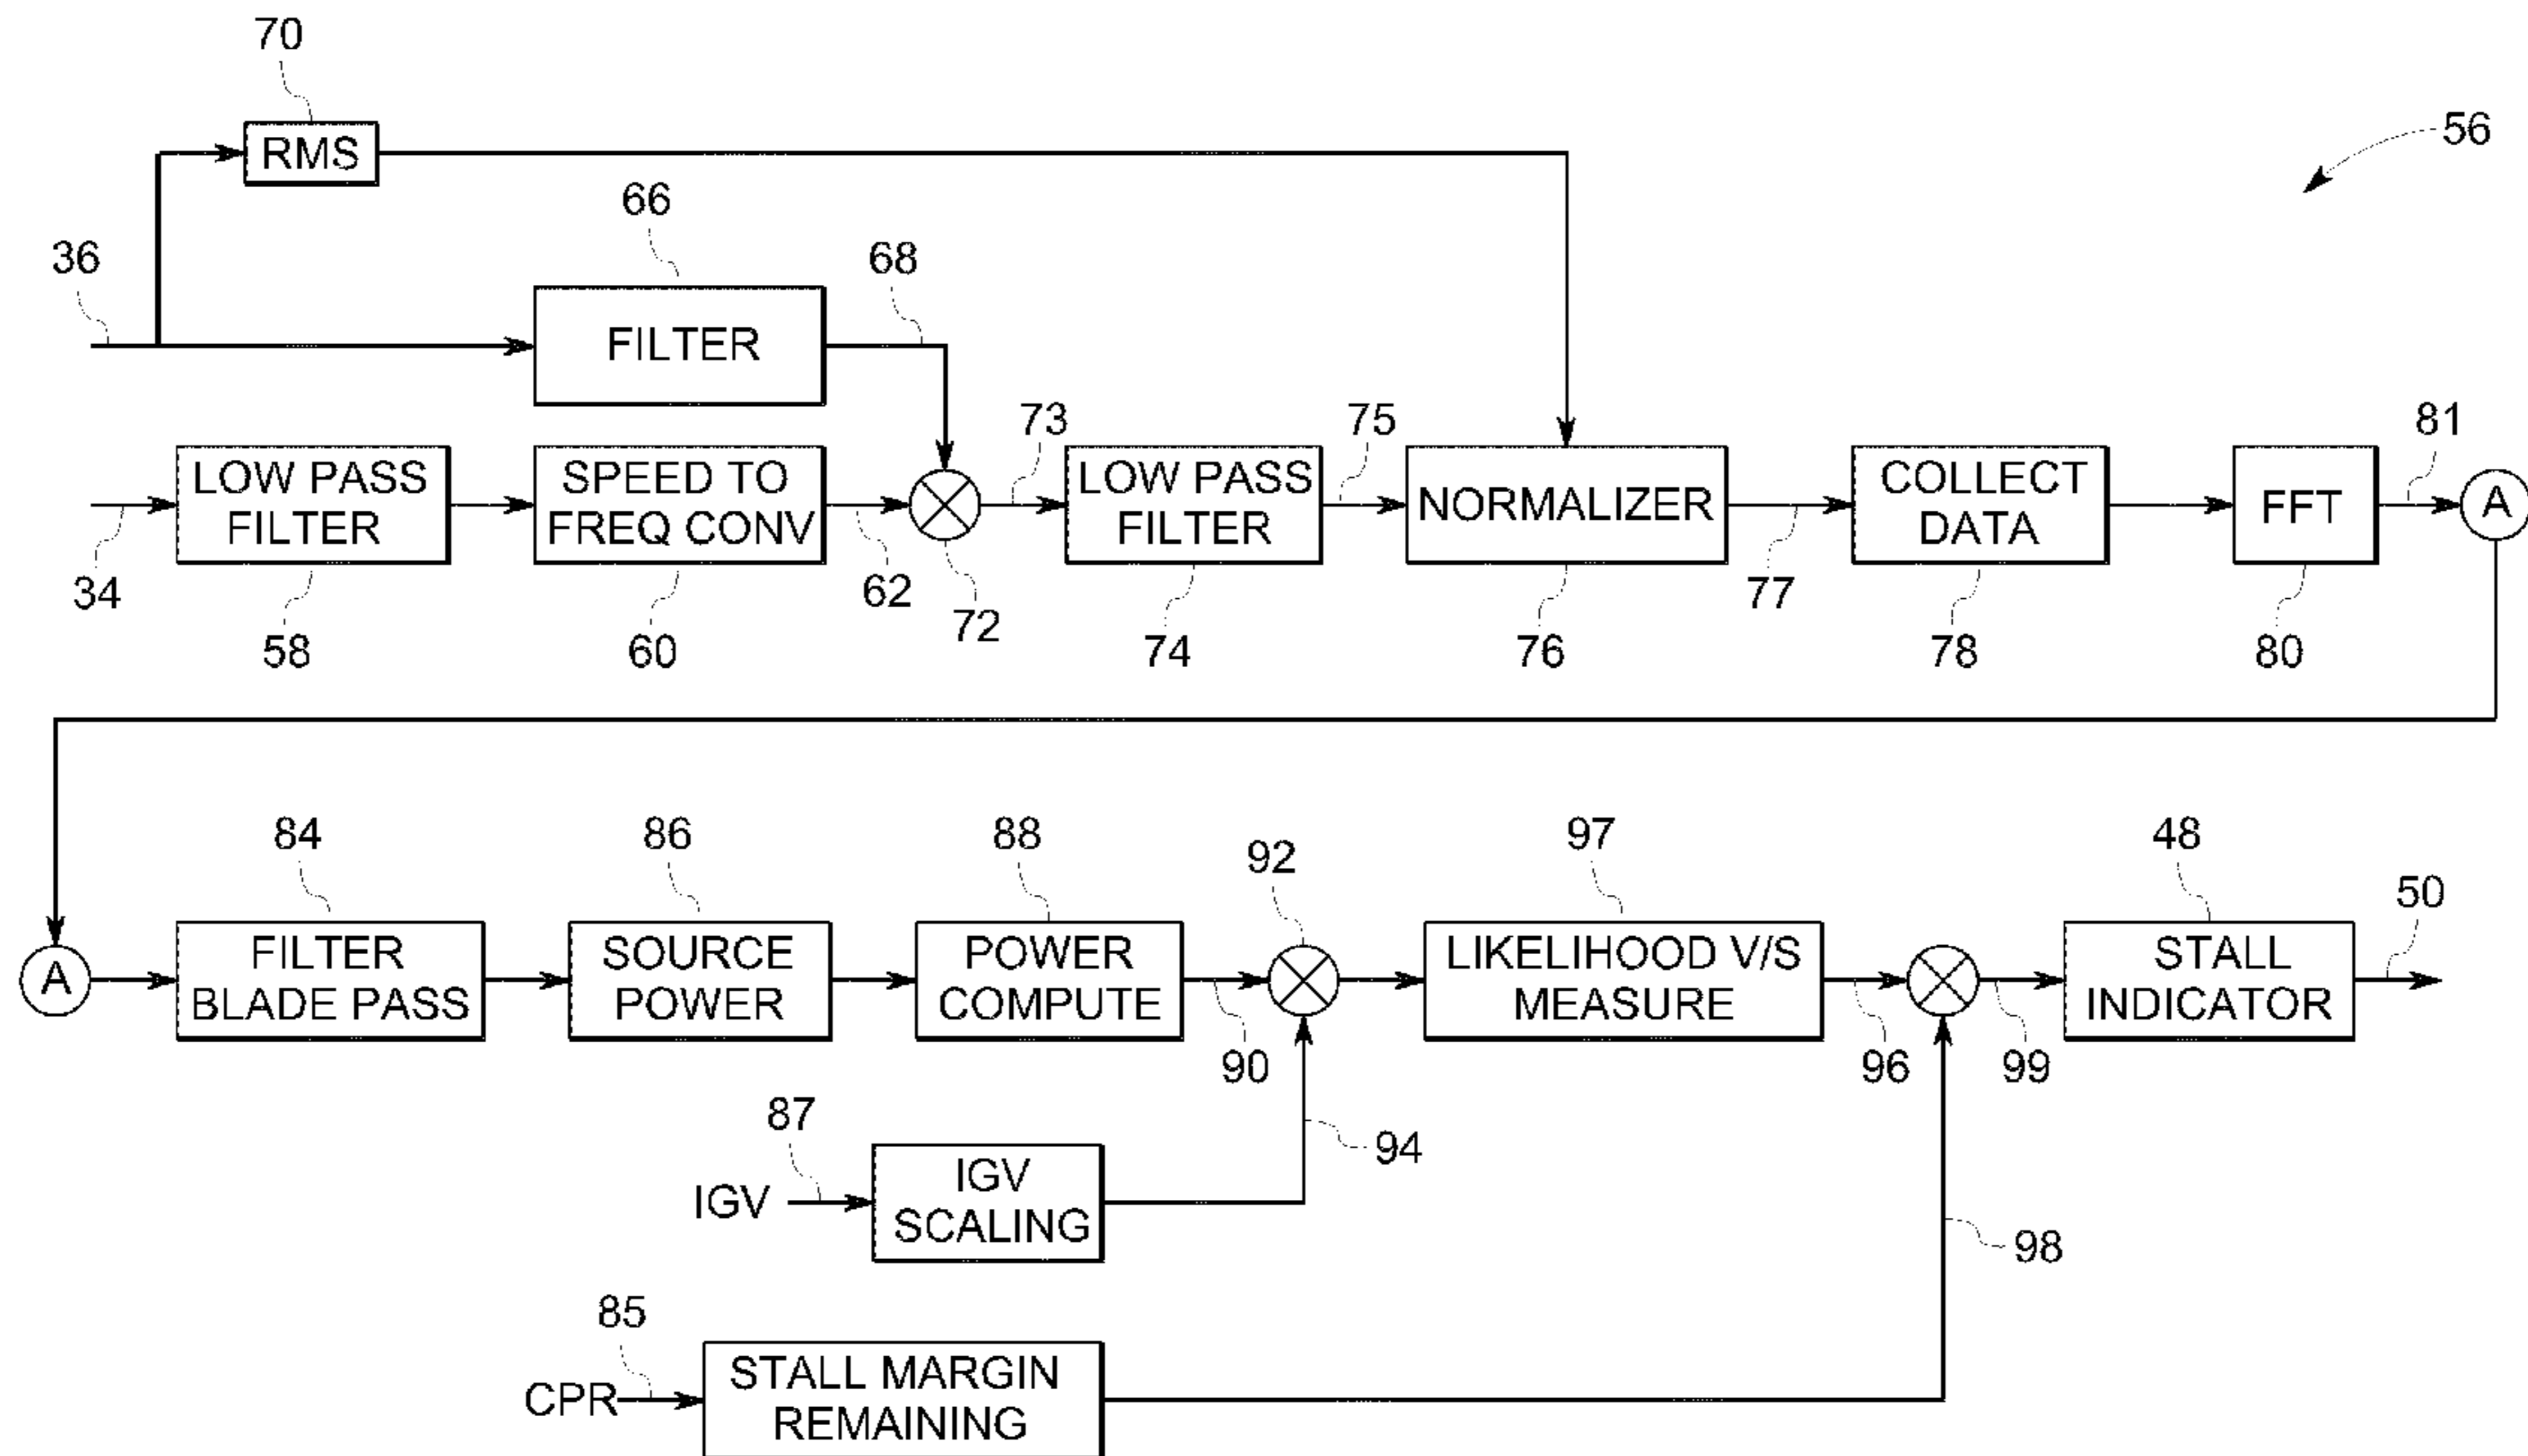 70
RMS
56
66
36
68
FILTER
73
75
81
LOW PASS
FILTER
SPEED TO
FREQ CONV
LOW PASS
FILTER
NORMALIZER
COLLECT
DATA
FFT
A
34
62
72
77
58
60
74
76
78
80
84
86
88
92
97
48
50
A
FILTER
BLADE PASS
SOURCE
POWER
POWER
COMPUTE
LIKELIHOOD V/S
MEASURE
STALL
INDICATOR
90
96
99
87
94
IGV
IGV
SCALING
98
85
CPR
STALL MARGIN
REMAINING